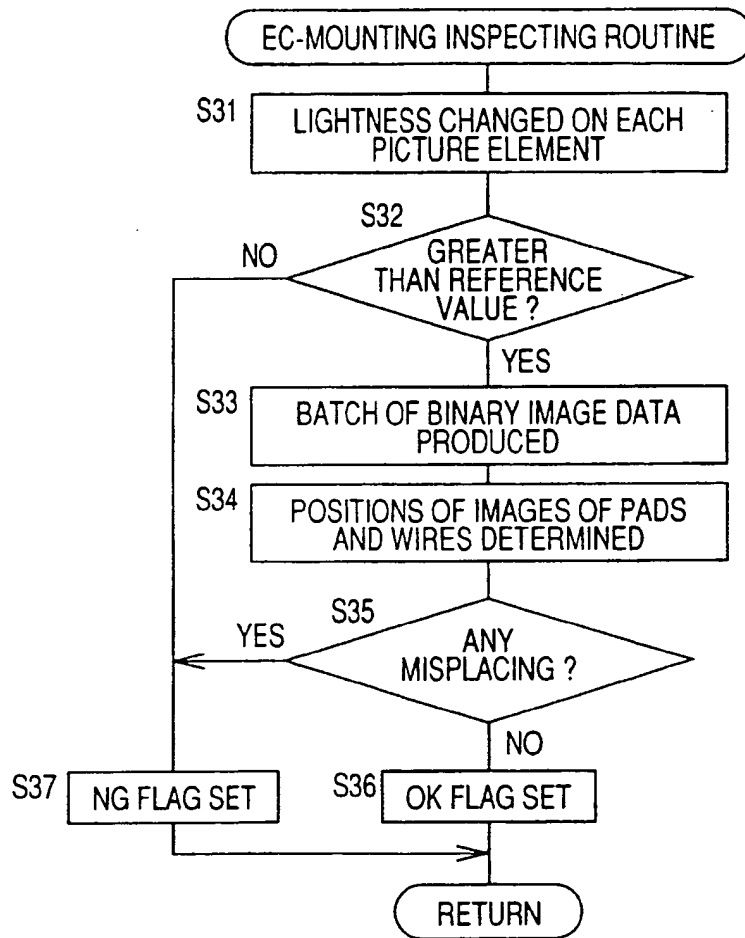 EC-MOUNTING INSPECTING ROUTINE
S31
LIGHTNESS CHANGED ON EACH
PICTURE ELEMENT
S32
NO
GREATER
THAN REFERENCE
VALUE ?
YES
S33
BATCH OF BINARY IMAGE DATA
PRODUCED
S34
POSITIONS OF IMAGES OF PADS
AND WIRES DETERMINED
S35
YES
ANY
MISPLACING ?
NO
S37
NG FLAG SET
S36
OK FLAG SET
RETURN